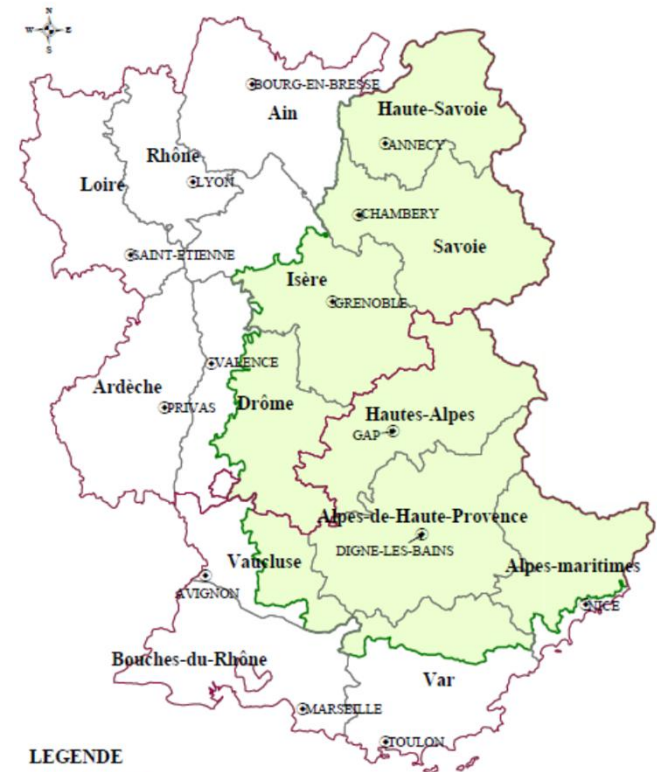 N
W E
S
BOURG-EN-BRESSE
Ain
Haute-Savoie
ANNECY
Rhône
LYON
Loire
CHAMBERY
Savoie
SAINT-ETIENNE
Isère
GRENOBLE
VALENCE
Ardèche
PRIVAS
Drôme
Hautes-Alpes
GAP
Alpes-de-Haute-Provence
DIGNE-LES-BAINS
Vaucluse
Alpes-maritimes
AVIGNON
NICE
Bouches-du-Rhône
Var
MARSEILLE
TOULON
LEGENDE